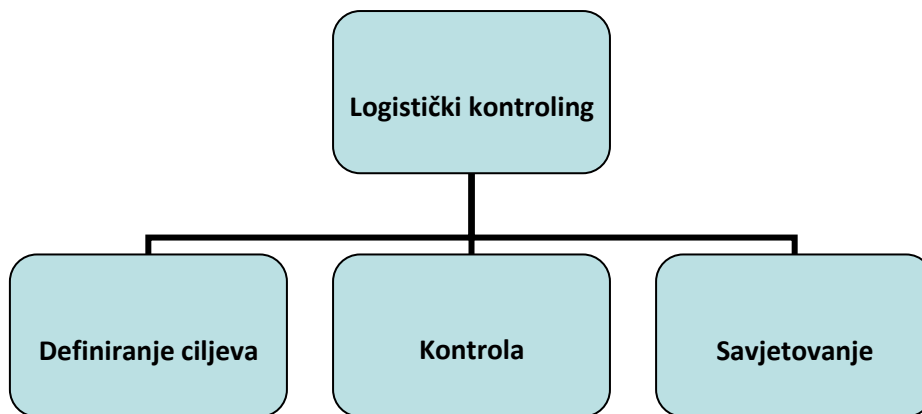 Logistički kontroling
Definiranje ciljeva
Kontrola
Savjetovanje